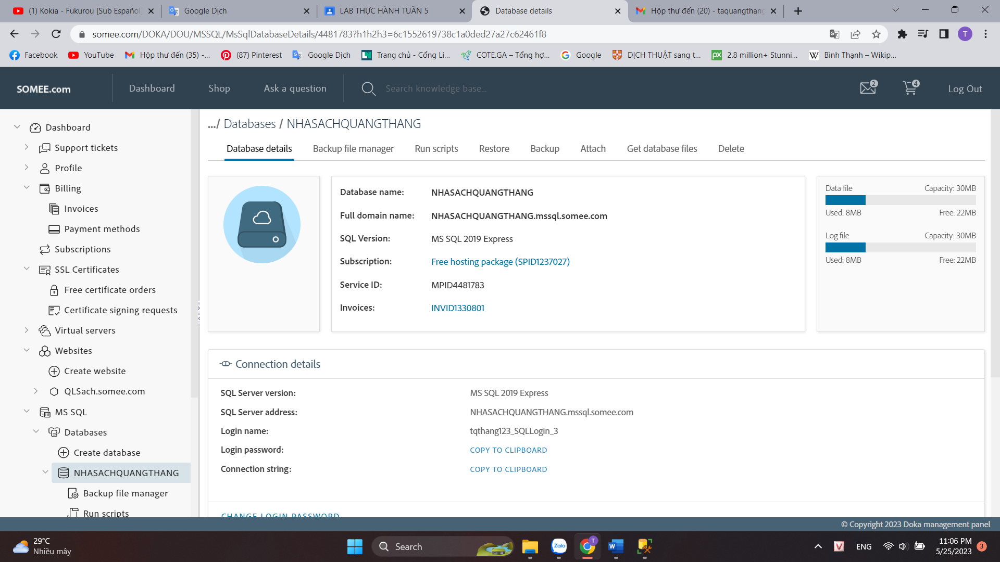 (1) Kokia - Fukurou [Sub Español]
Google Dịch
LAB THỰC HÀNH TUẦN 5
Database details
Hộp thư đến (20) - taquangthang
somee.com/DOKA/DOU/MSSQL/MsSqlDatabaseDetails/4481783?h1h2h3=6c1552619738c1a0ded27a27c62461f8
T
Facebook
YouTube
Hộp thư đến (35) -...
(87) Pinterest
Google Dịch
Trang chủ - Cổng Li...
COTE.GA – Tổng hợ...
Google
DỊCH THUẬT sang t...
2.8 million+ Stunni...
Bình Thạnh – Wikip...
SOMEE.com
Dashboard
Shop
Ask a question
Search knowledge base...
2
4
Log Out
Dashboard
Support tickets
Profile
Billing
Invoices
Payment methods
Subscriptions
SSL Certificates
Free certificate orders
Certificate signing requests
Virtual servers
Websites
Create website
QLSach.somee.com
MS SQL
Databases
Create database
NHASACHQUANGTHANG
Backup file manager
Run scripts
.../ Databases / NHASACHQUANGTHANG
Database details
Backup file manager
Run scripts
Restore
Backup
Attach
Get database files
Delete
Database name: NHASACHQUANGTHANG
Full domain name: NHASACHQUANGTHANG.mssql.somee.com
SQL Version: MS SQL 2019 Express
Subscription: Free hosting package (SPID1237027)
Service ID: MPID4481783
Invoices: INVID1330801
Data file Capacity: 30MB
Used: 8MB Free: 22MB
Log file Capacity: 30MB
Used: 8MB Free: 22MB
Connection details
SQL Server version: MS SQL 2019 Express
SQL Server address: NHASACHQUANGTHANG.mssql.somee.com
Login name: tqthang123_SQLLogin_3
Login password: COPY TO CLIPBOARD
Connection string: COPY TO CLIPBOARD
CHANGE LOGIN PASSWORD
© Copyright 2023 Doka management panel
29°C
Nhiều mây
Search
Zalo
T
W
V
ENG
11:06 PM
5/25/2023
3